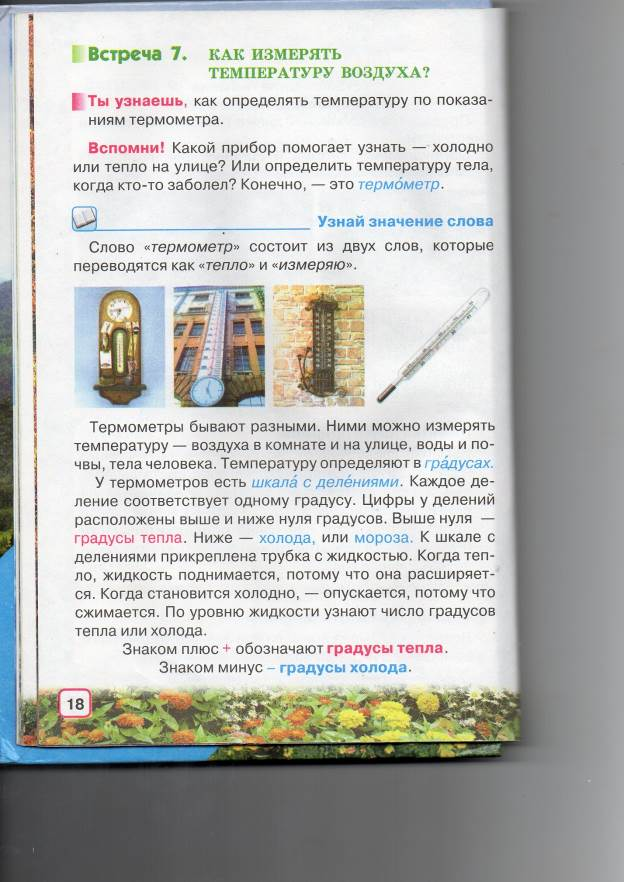 Встреча 7. КАК ИЗМЕРЯТЬ
ТЕМПЕРАТУРУ ВОЗДУХА?
Ты узнаешь, как определять температуру по показа-
ниям термометра.
Вспомни! Какой прибор помогает узнать — холодно
или тепло на улице? Или определить температуру тела,
когда кто-то заболел? Конечно, — это термо́метр.
Узнай значение слова
Слово «термометр» состоит из двух слов, которые
переводятся как «тепло» и «измеряю».
Термометры бывают разными. Ними можно измерять
температуру — воздуха в комнате и на улице, воды и по-
чвы, тела человека. Температуру определяют в гра́дусах.
У термометров есть шкала́ с деле́ниями. Каждое де-
ление соответствует одному градусу. Цифры у делений
расположены выше и ниже нуля градусов. Выше нуля —
градусы тепла. Ниже — холода, или мороза. К шкале с
делениями прикреплена трубка с жидкостью. Когда теп-
ло, жидкость поднимается, потому что она расширяет-
ся. Когда становится холодно, — опускается, потому что
сжимается. По уровню жидкости узнают число градусов
тепла или холода.
Знаком плюс + обозначают градусы тепла.
Знаком минус – градусы холода.
18